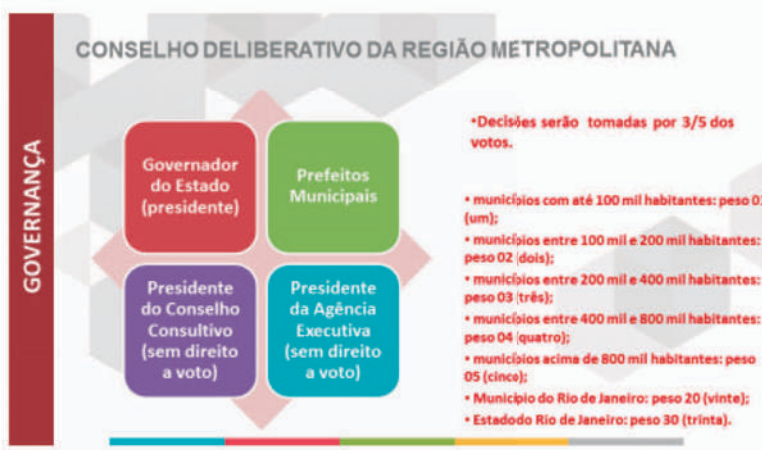 CONSELHO DELIBERATIVO DA REGIÃO METROPOLITANA
GOVERNANÇA
Governador
do Estado
(presidente)
Prefeitos
Municipais
Presidente
do Conselho
Consultivo
(sem direito
a voto)
Presidente
da Agência
Executiva
(sem direito
a voto)
•Decisões serão tomadas por 3/5 dos
votos.
• municípios com até 100 mil habitantes: peso 01
(um);
• municípios entre 100 mil e 200 mil habitantes:
peso 02 (dois);
• municípios entre 200 mil e 400 mil habitantes:
peso 03 (três);
• municípios entre 400 mil e 800 mil habitantes:
peso 04 (quatro);
• municípios acima de 800 mil habitantes: peso
05 (cinco);
• Município do Rio de Janeiro: peso 20 (vinte);
• Estadodo Rio de Janeiro: peso 30 (trinta).